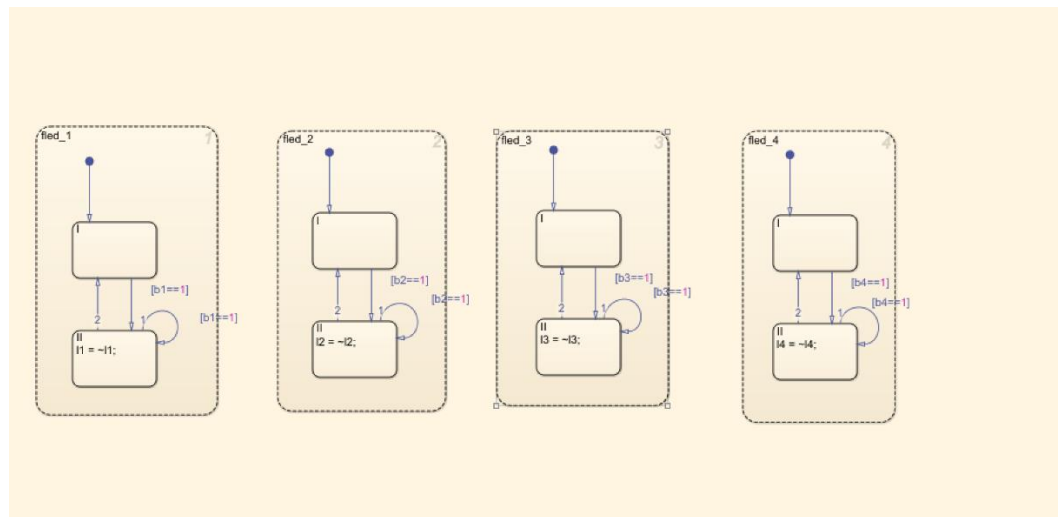 fled_1
1
I
[b1==1]
2
1
[b1==1]
II
l1 = ~l1;
fled_2
2
I
[b2==1]
2
1
[b2==1]
II
l2 = ~l2;
fled_3
3
I
[b3==1]
2
1
[b3==1]
II
l3 = ~l3;
fled_4
4
I
[b4==1]
2
1
[b4==1]
II
l4 = ~l4;